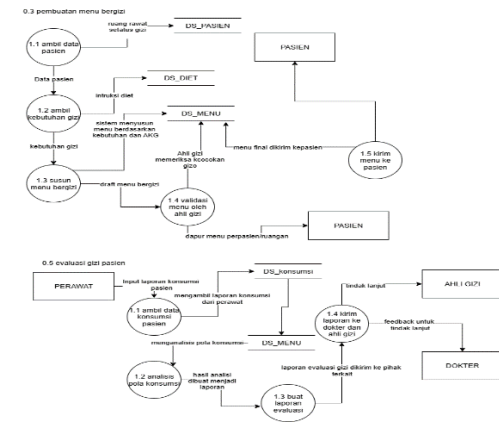 0.3 pembuatan menu bergizi
ruang rawat
setatus gizi
DS_PASIEN
1.1 ambil data
pasien
PASIEN
Data pasien
DS_DIET
intruksi diet
1.2 ambil
kebutuhan gizi
sistem menyusun
menu berdasarkan
kebutuhan dan AKG
DS_MENU
kebutuhan gizi
Ahli gizi
memeriksa kcocokan
gizo
menu final dikirim kepasien
1.5 kirim
menu ke
pasien
1.3 susun
menu bergizi
draft menu bergizi
1.4 validasi
menu oleh
ahli gizi
PASIEN
dapur menu perpasien/ruangan
0.5 evaluasi gizi pasien
PERAWAT
Input laporan konsumsi
pasien
DS_konsumsi
tindak lanjut
AHLI GIZI
mengambil laporan konsumsi
dari perawat
1.1 ambil data
konsumsi
pasien
1.4 kirim
laporan ke
dokter dan
ahli gizi
feedback untuk
tindak lanjut
menganalisis pola konsumsi
DS_MENU
DOKTER
laporan evaluasi gizi dikirim ke pihak
terkait
1.2 analisis
pola konsumsi
hasil analisi
dibuat menjadi
laporan
1.3 buat
laporan
evaluasi